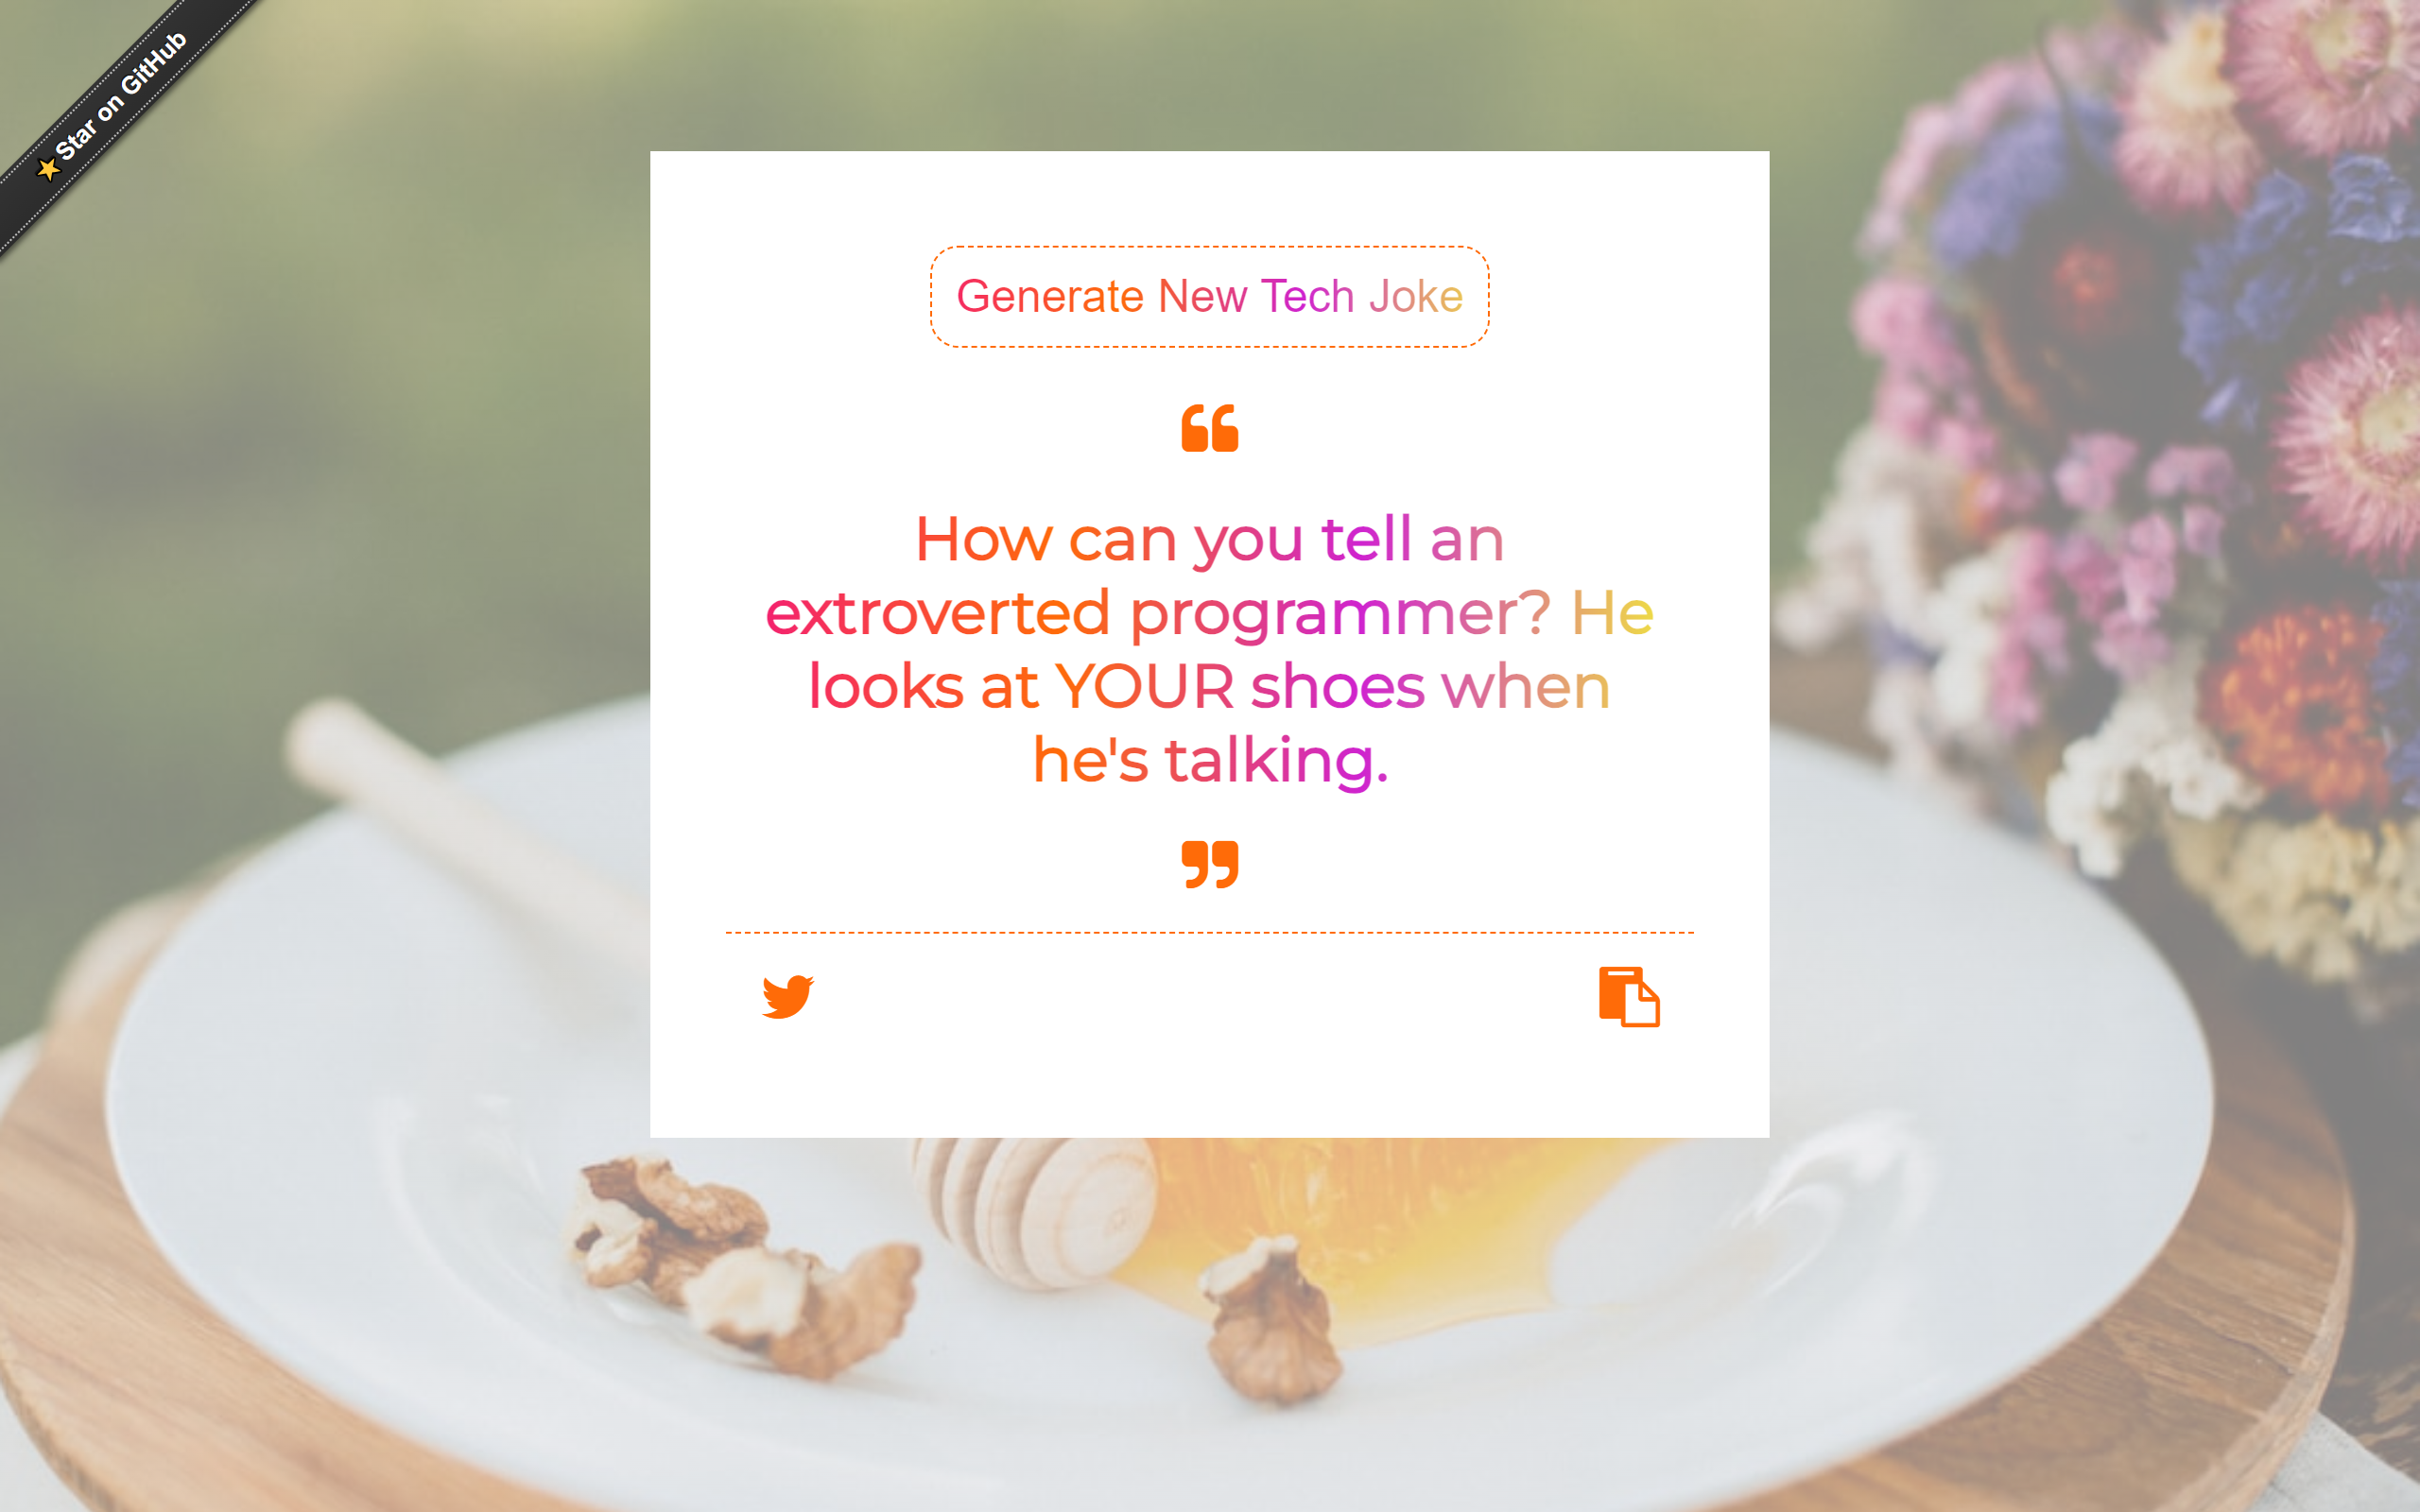 ⭐Star on GitHub
Generate New Tech Joke
How can you tell an
extroverted programmer? He
looks at YOUR shoes when
he's talking.